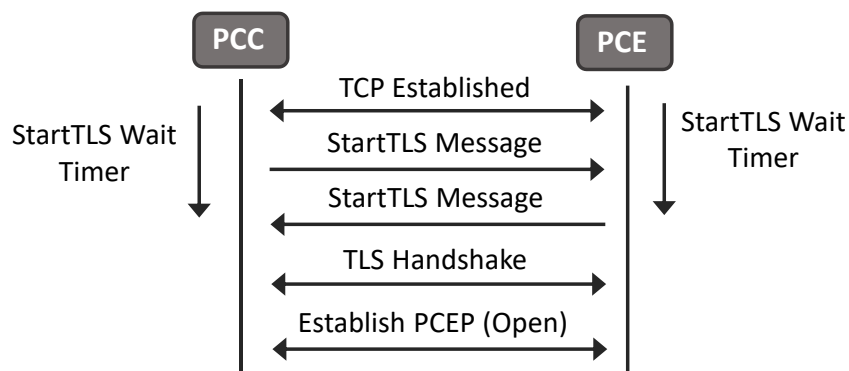 PCC
PCE
TCP Established
StartTLS Wait
Timer
StartTLS Wait
Timer
StartTLS Message
StartTLS Message
TLS Handshake
Establish PCEP (Open)